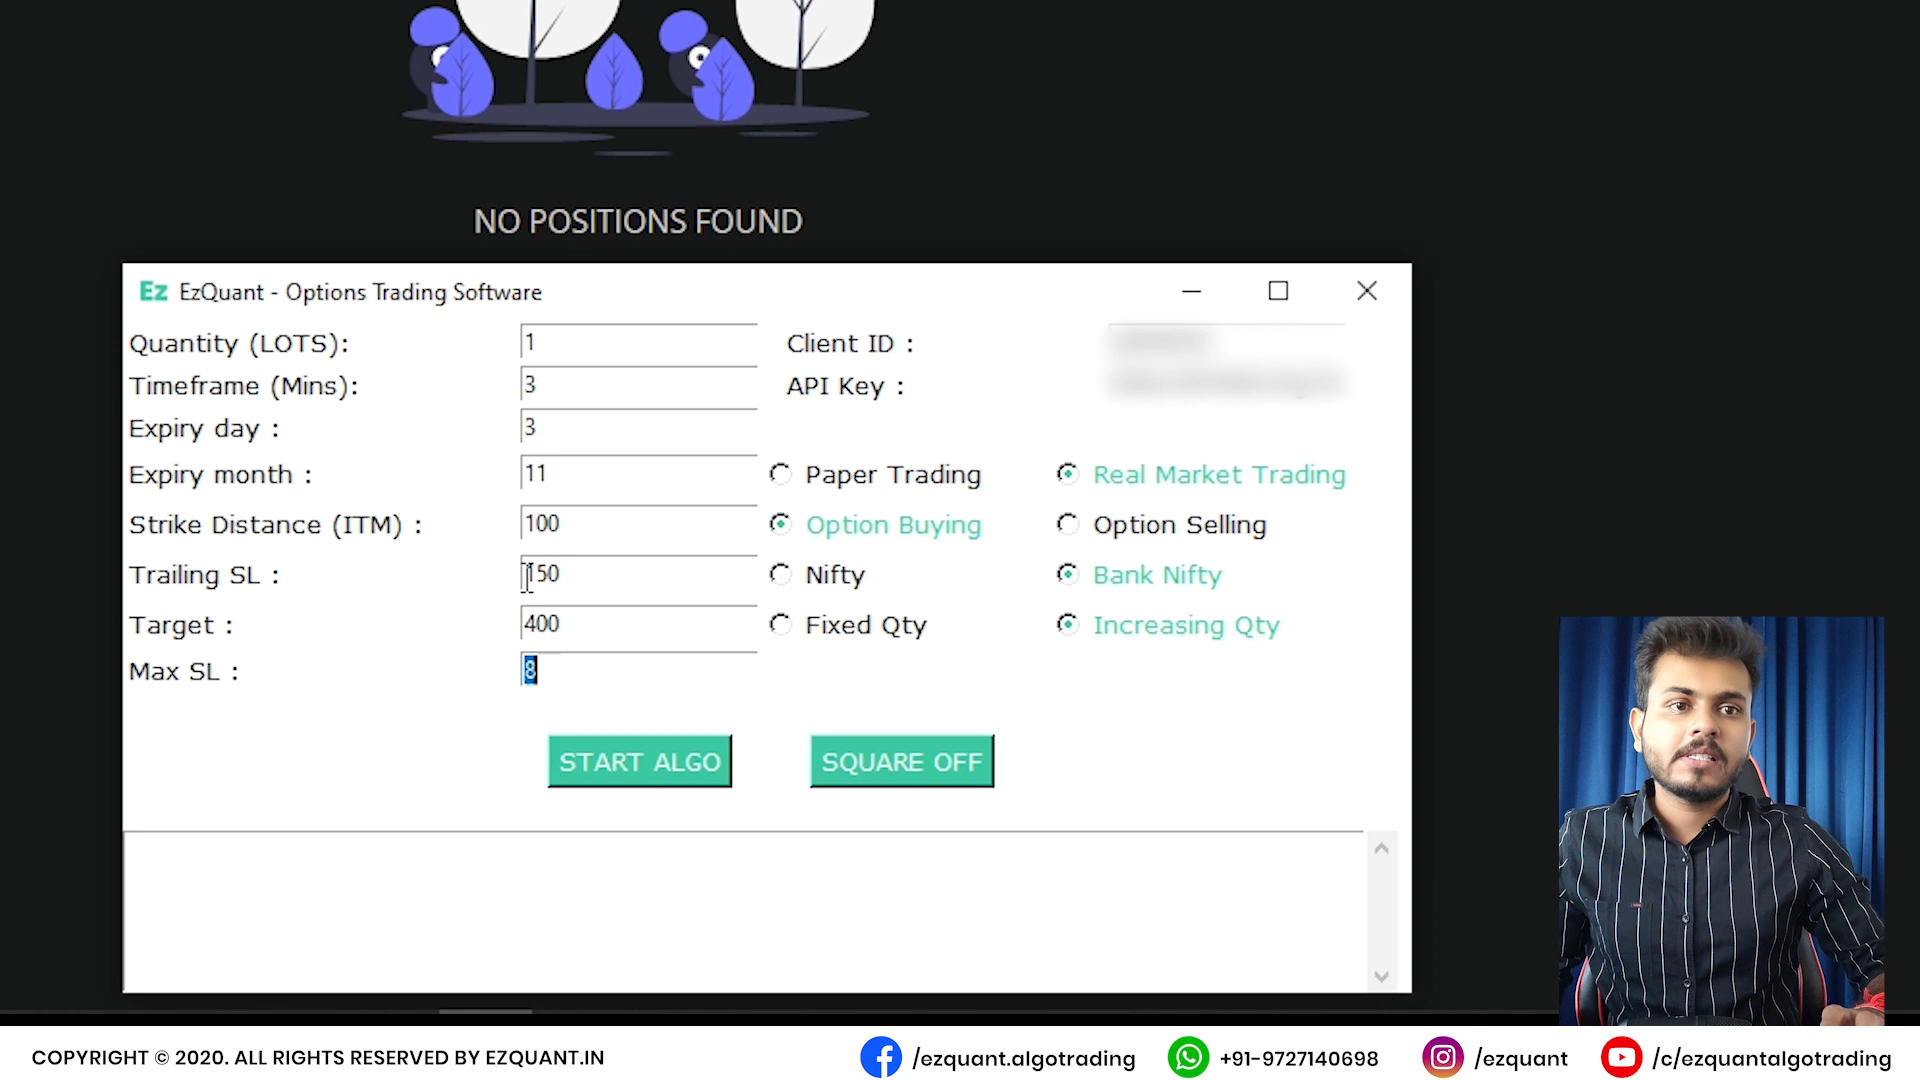 NO POSITIONS FOUND
Ez EzQuant - Options Trading Software
Quantity (LOTS): 1 Client ID :
Timeframe (Mins): 3 API Key :
Expiry day : 3
Expiry month : 11 Paper Trading Real Market Trading
Strike Distance (ITM) : 100 Option Buying Option Selling
Trailing SL : 50 Nifty Bank Nifty
Target : 400 Fixed Qty Increasing Qty
Max SL : 8
START ALGO SQUARE OFF
COPYRIGHT © 2020. ALL RIGHTS RESERVED BY EZQUANT.IN /ezquant.algotrading +91-9727140698 /ezquant /c/ezquantalgotrading